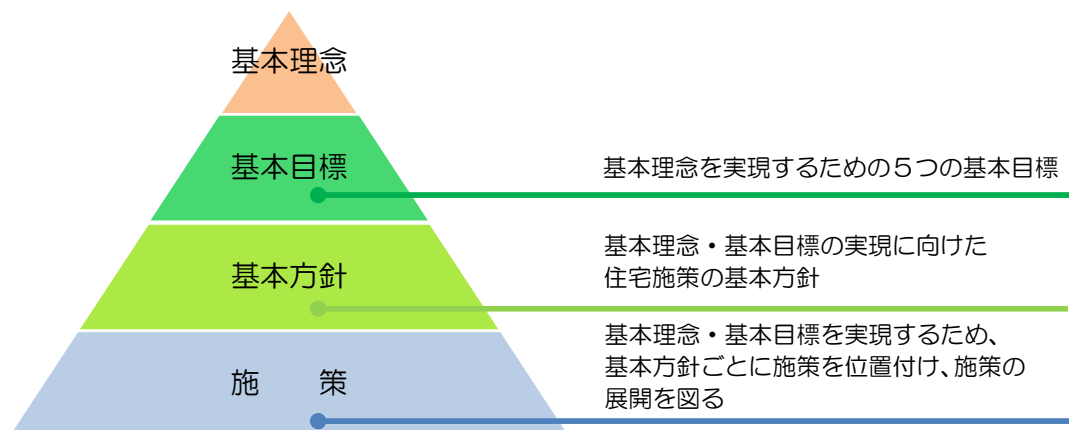 基本理念
基本目標
基本理念を実現するための５つの基本目標
基本方針
基本理念・基本目標の実現に向けた
住宅施策の基本方針
施　　策
基本理念・基本目標を実現するため、
基本方針ごとに施策を位置付け、施策の
展開を図る